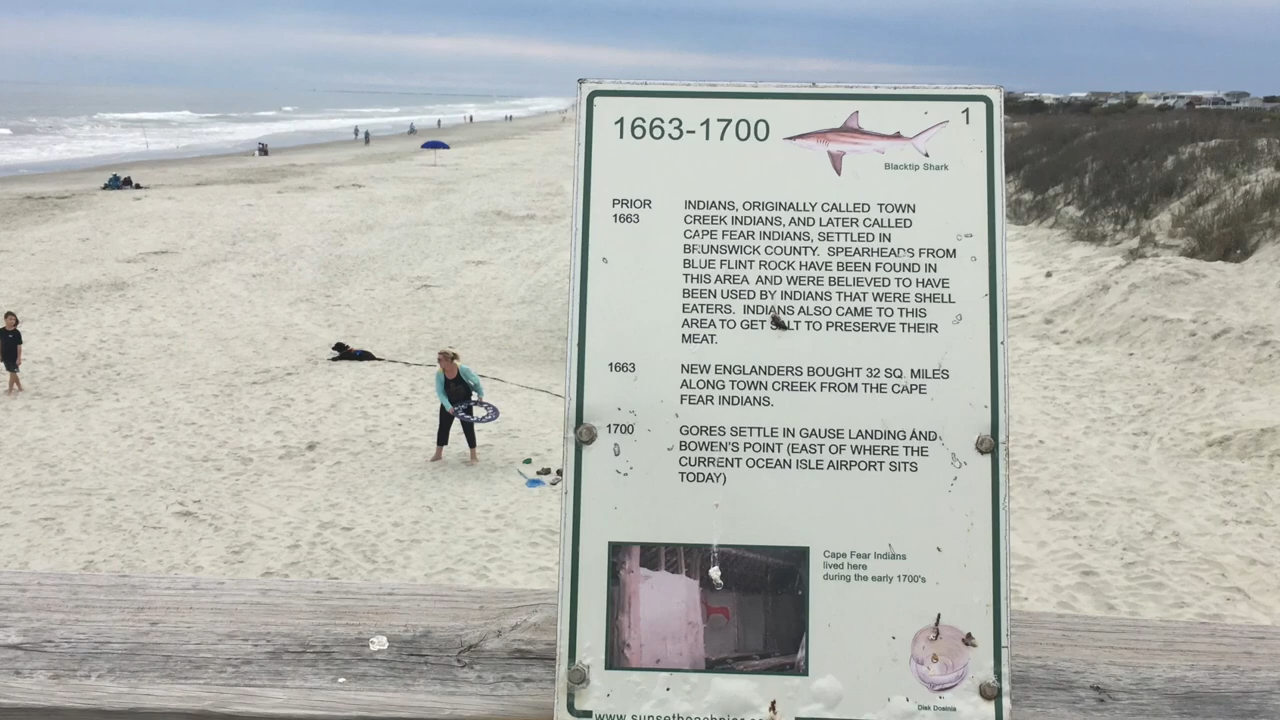 1663-1700
1
Blacktip Shark
PRIOR
1663
INDIANS, ORIGINALLY CALLED TOWN
CREEK INDIANS, AND LATER CALLED
CAPE FEAR INDIANS, SETTLED IN
BRUNSWICK COUNTY. SPEARHEADS FROM
BLUE FLINT ROCK HAVE BEEN FOUND IN
THIS AREA AND WERE BELIEVED TO HAVE
BEEN USED BY INDIANS THAT WERE SHELL
EATERS. INDIANS ALSO CAME TO THIS
AREA TO GET SALT TO PRESERVE THEIR
MEAT.
1663
NEW ENGLANDERS BOUGHT 32 SQ. MILES
ALONG TOWN CREEK FROM THE CAPE
FEAR INDIANS.
1700
GORES SETTLE IN GAUSE LANDING AND
BOWEN'S POINT (EAST OF WHERE THE
CURRENT OCEAN ISLE AIRPORT SITS
TODAY)
Cape Fear Indians
lived here
during the early 1700's
Disk Dosinia